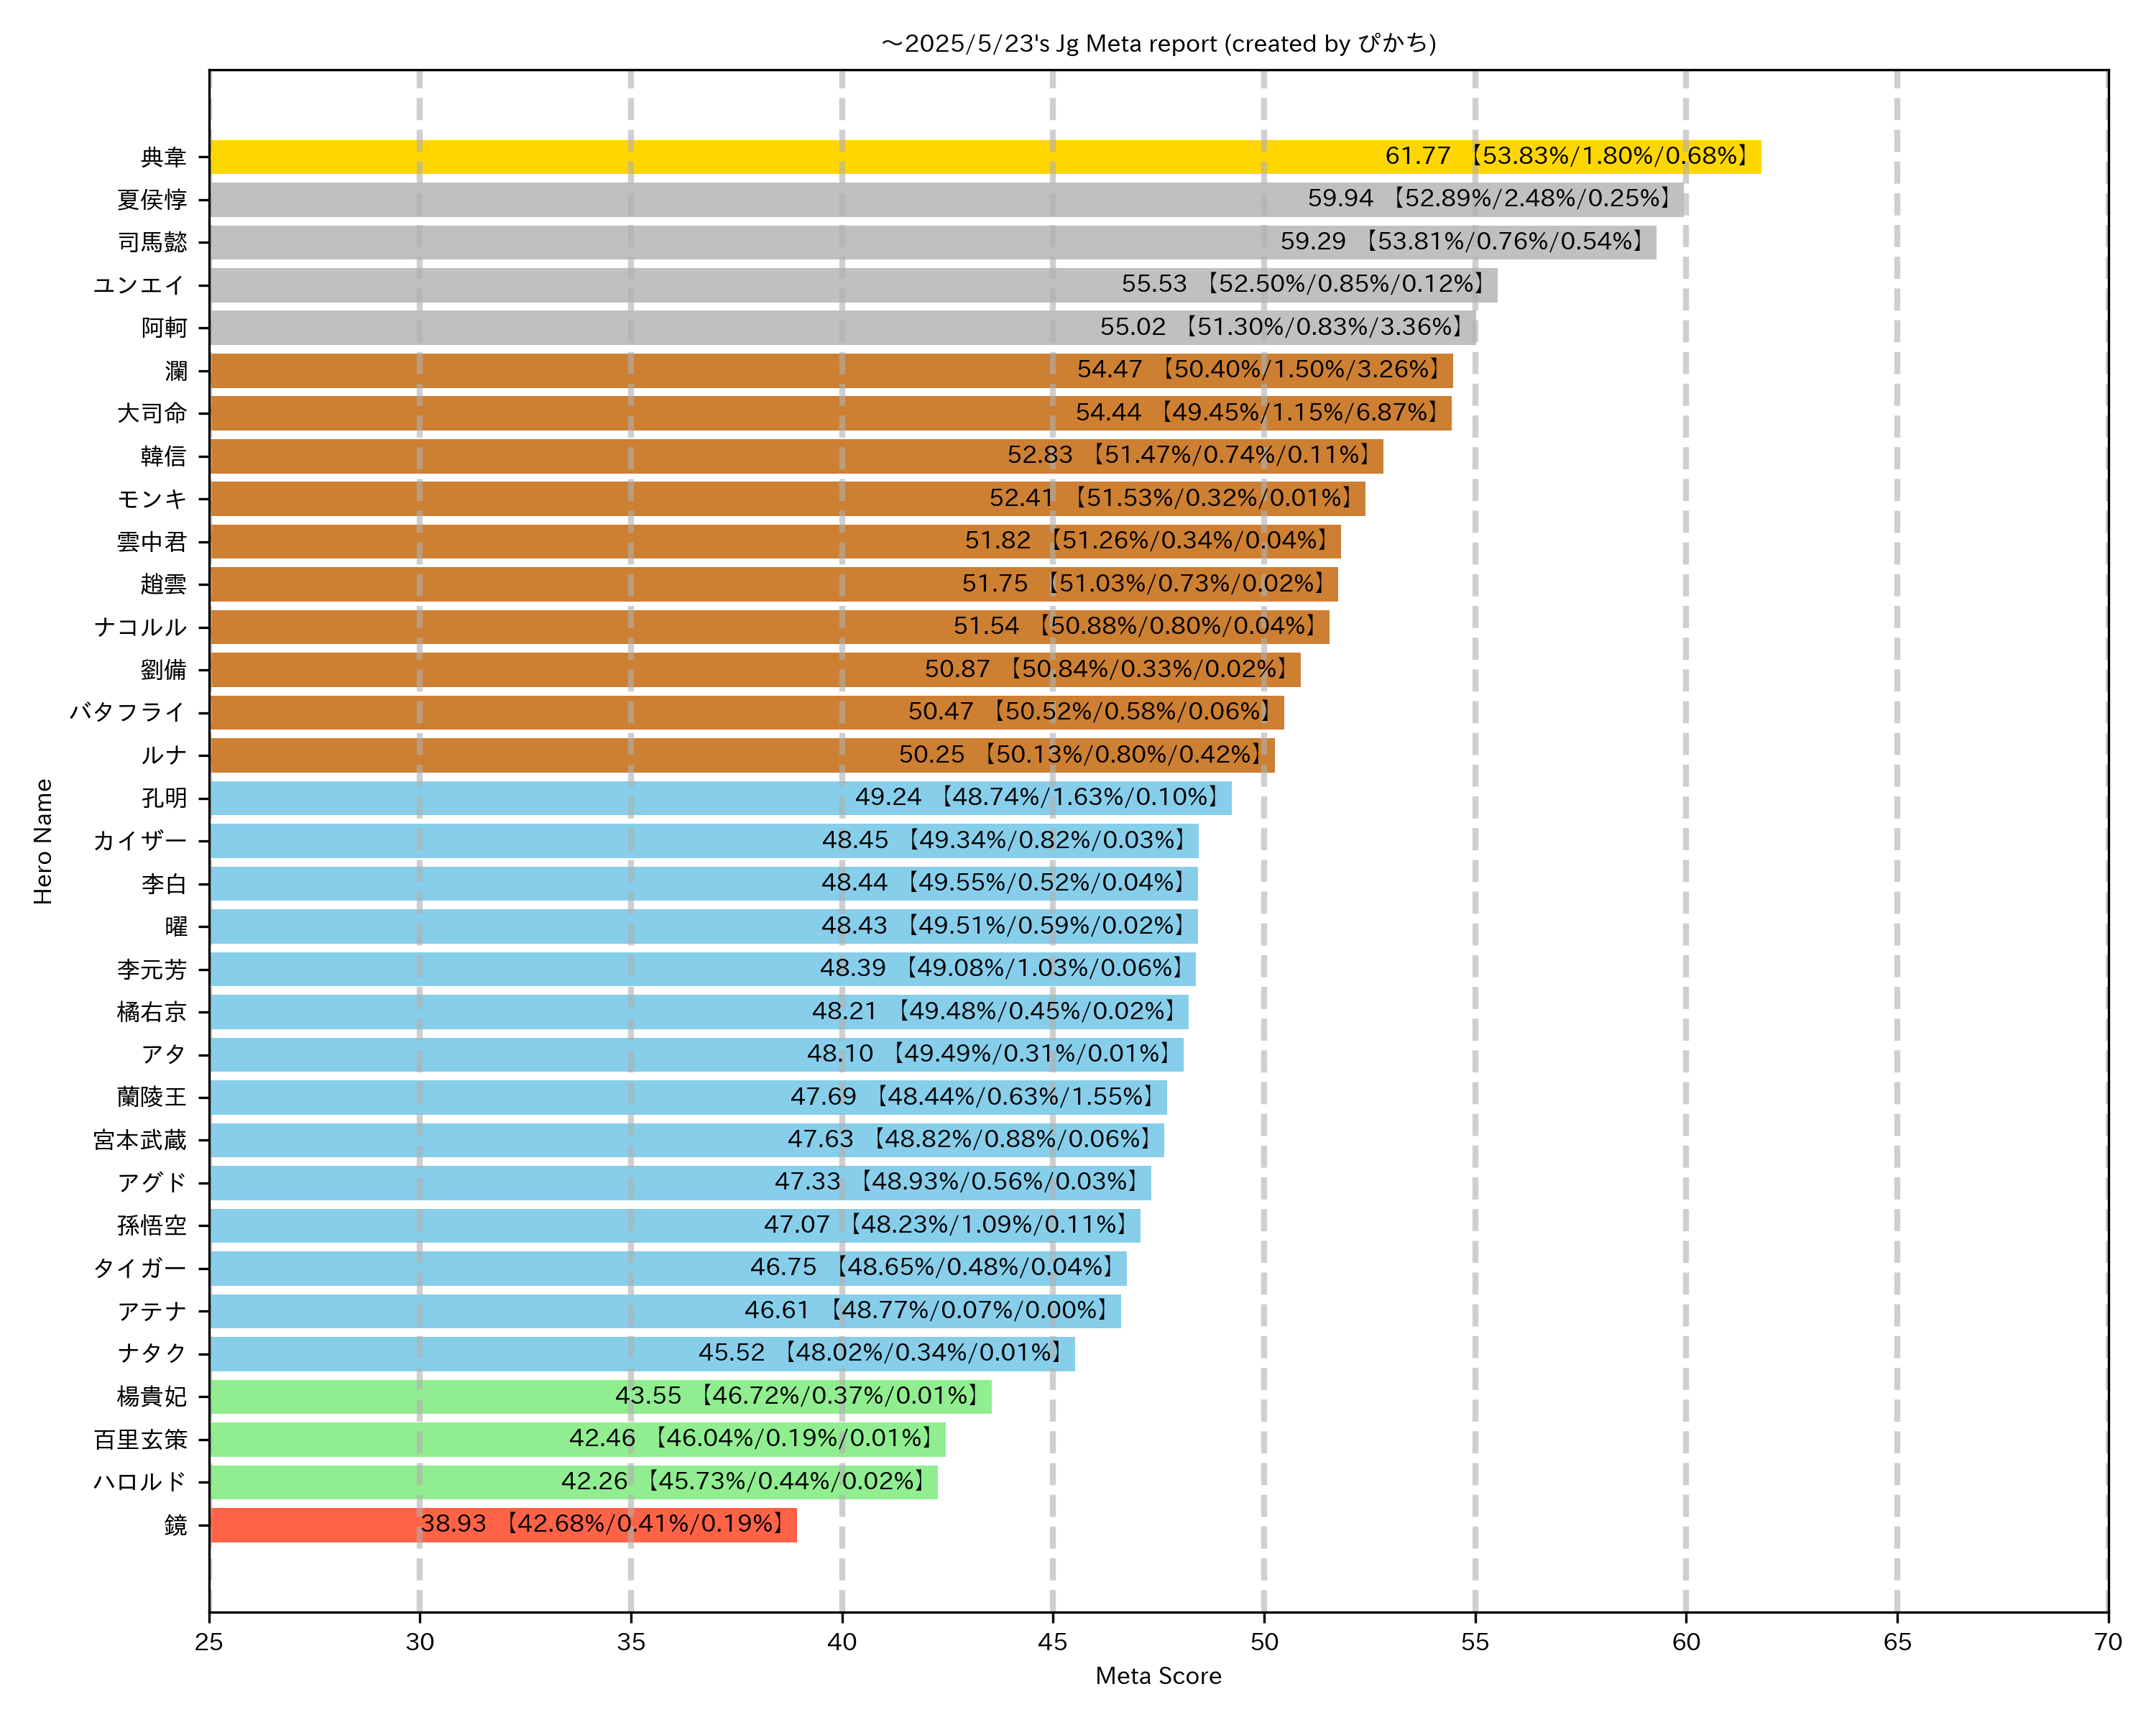 ～2025/5/23's Jg Meta report (created by ぴかち)
典韋 61.77 【53.83%/1.80%/0.68%】
夏侯惇 59.94 【52.89%/2.48%/0.25%】
司馬懿 59.29 【53.81%/0.76%/0.54%】
ユンエイ 55.53 【52.50%/0.85%/0.12%】
阿軻 55.02 【51.30%/0.83%/3.36%】
瀾 54.47 【50.40%/1.50%/3.26%】
大司命 54.44 【49.45%/1.15%/6.87%】
韓信 52.83 【51.47%/0.74%/0.11%】
モンキ 52.41 【51.53%/0.32%/0.01%】
雲中君 51.82 【51.26%/0.34%/0.04%】
趙雲 51.75 【51.03%/0.73%/0.02%】
ナコルル 51.54 【50.88%/0.80%/0.04%】
劉備 50.87 【50.84%/0.33%/0.02%】
バタフライ 50.47 【50.52%/0.58%/0.06%】
ルナ 50.25 【50.13%/0.80%/0.42%】
孔明 49.24 【48.74%/1.63%/0.10%】
カイザー 48.45 【49.34%/0.82%/0.03%】
李白 48.44 【49.55%/0.52%/0.04%】
曜 48.43 【49.51%/0.59%/0.02%】
李元芳 48.39 【49.08%/1.03%/0.06%】
橘右京 48.21 【49.48%/0.45%/0.02%】
アタ 48.10 【49.49%/0.31%/0.01%】
蘭陵王 47.69 【48.44%/0.63%/1.55%】
宮本武蔵 47.63 【48.82%/0.88%/0.06%】
アグド 47.33 【48.93%/0.56%/0.03%】
孫悟空 47.07 【48.23%/1.09%/0.11%】
タイガー 46.75 【48.65%/0.48%/0.04%】
アテナ 46.61 【48.77%/0.07%/0.00%】
ナタク 45.52 【48.02%/0.34%/0.01%】
楊貴妃 43.55 【46.72%/0.37%/0.01%】
百里玄策 42.46 【46.04%/0.19%/0.01%】
ハロルド 42.26 【45.73%/0.44%/0.02%】
鏡 38.93 【42.68%/0.41%/0.19%】
Hero Name
25 30 35 40 45 50 55 60 65 70
Meta Score